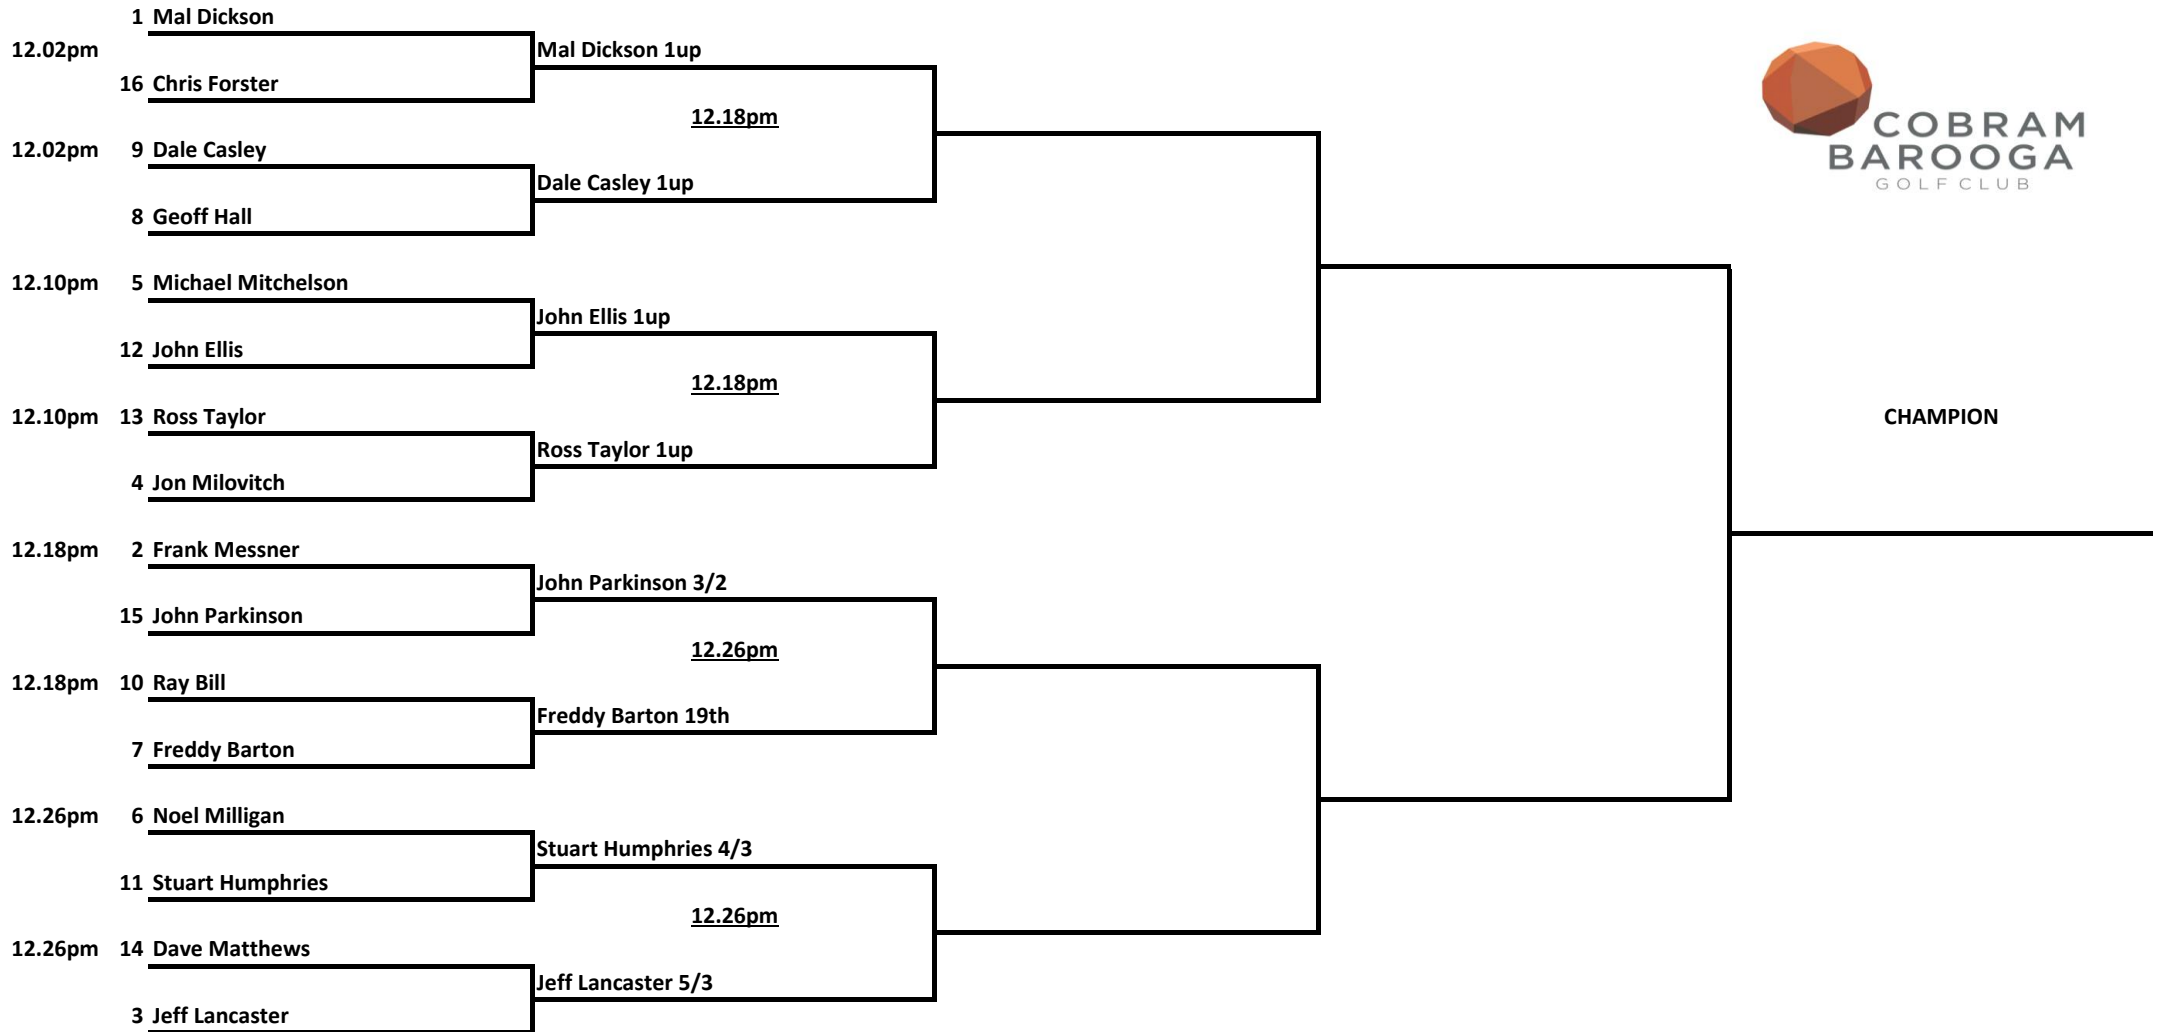 1 Mal Dickson
12.02pm
Mal Dickson 1up
16 Chris Forster
12.18pm
12.02pm 9 Dale Casley
Dale Casley 1up
8 Geoff Hall
12.10pm 5 Michael Mitchelson
John Ellis 1up
12 John Ellis
12.18pm
12.10pm 13 Ross Taylor
Ross Taylor 1up
4 Jon Milovitch
12.18pm 2 Frank Messner
John Parkinson 3/2
15 John Parkinson
12.26pm
12.18pm 10 Ray Bill
Freddy Barton 19th
7 Freddy Barton
12.26pm 6 Noel Milligan
Stuart Humphries 4/3
11 Stuart Humphries
12.26pm
12.26pm 14 Dave Matthews
Jeff Lancaster 5/3
3 Jeff Lancaster
COBRAM
BAROOGA
GOLF CLUB
CHAMPION